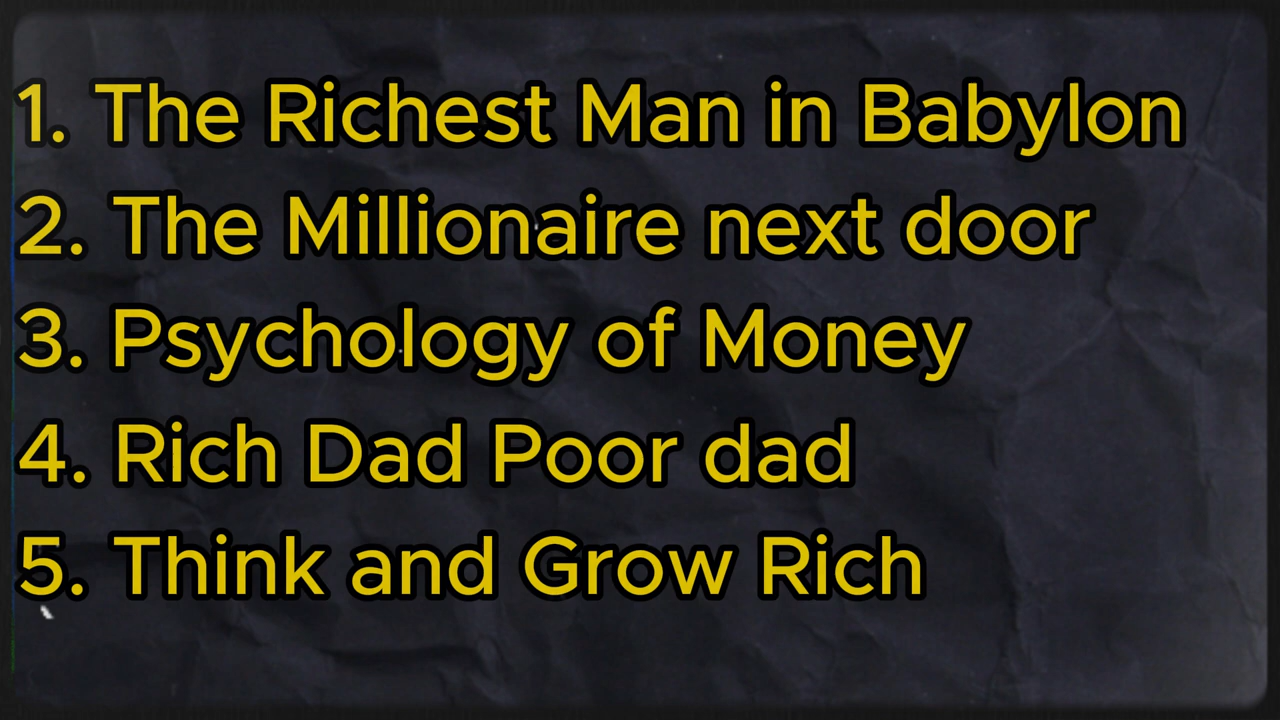 1. The Richest Man in Babylon
2. The Millionaire next door
3. Psychology of Money
4. Rich Dad Poor dad
5. Think and Grow Rich